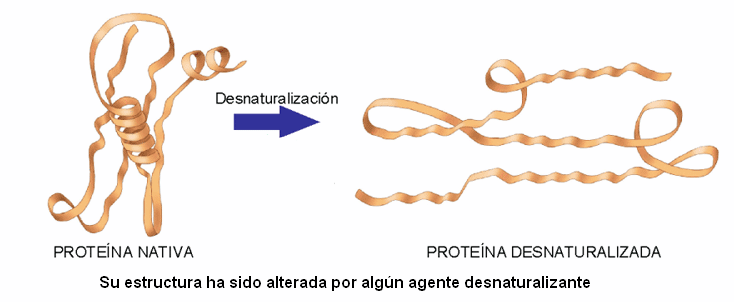 Desnaturalización
PROTEÍNA NATIVA
PROTEÍNA DESNATURALIZADA
Su estructura ha sido alterada por algún agente desnaturalizante